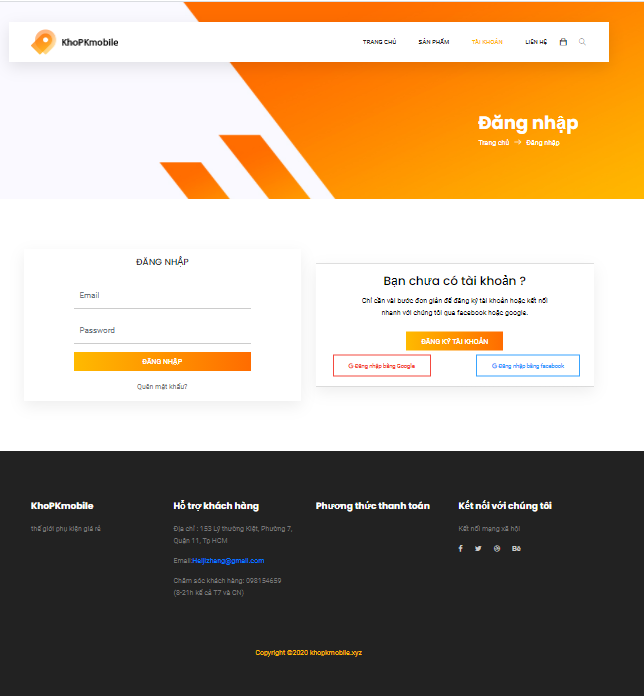 KhoPKmobile
TRANG CHỦ
SẢN PHẨM
TÀI KHOẢN
LIÊN HỆ
Đăng nhập
Trang chủ → Đăng nhập
ĐĂNG NHẬP
Email
Password
ĐĂNG NHẬP
Quên mật khẩu?
Bạn chưa có tài khoản ?
Chỉ cần vài bước đơn giản để đăng ký tài khoản hoặc kết nối
nhanh với chúng tôi qua facebook hoặc google.
ĐĂNG KÝ TÀI KHOẢN
G Đăng nhập bằng Google
G Đăng nhập bằng facebook
KhoPKmobile
thế giới phụ kiện giá rẻ
Hỗ trợ khách hàng
Địa chỉ : 153 Lý thường Kiệt, Phường 7,
Quận 11, Tp HCM
Email:Heijizhang@gmail.com
Chăm sóc khách hàng: 098154659
(8-21h kể cả T7 và CN)
Phương thức thanh toán
Kết nối với chúng tôi
Kết nối mạng xã hội
Bē
Copyright ©2020 khopkmobile.xyz